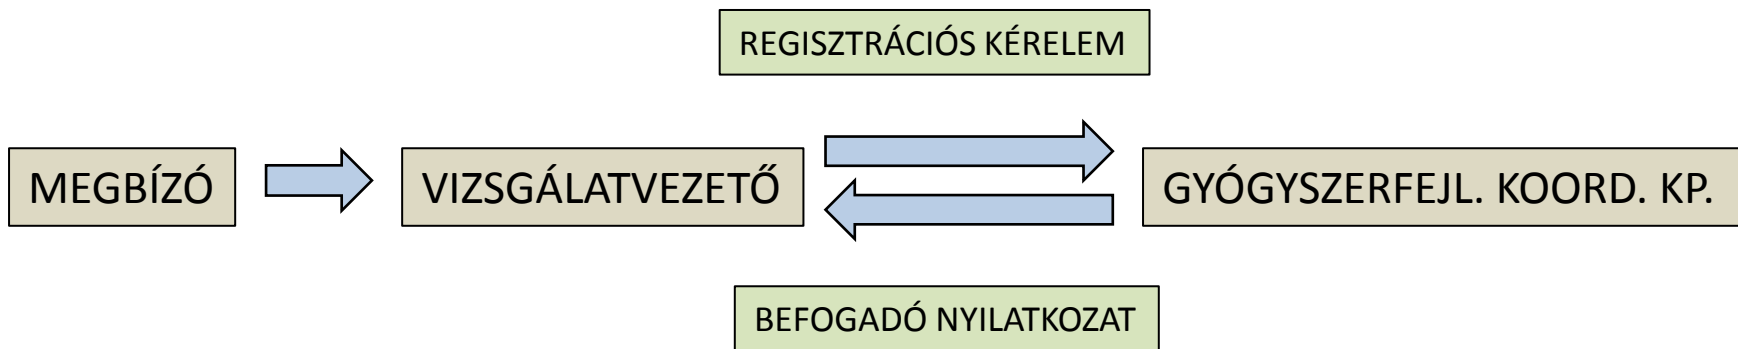 REGISZTRÁCIÓS KÉRELEM
MEGBÍZÓ
VIZSGÁLATVEZETŐ
GYÓGYSZERFEJL. KOORD. KP.
BEFOGADÓ NYILATKOZAT